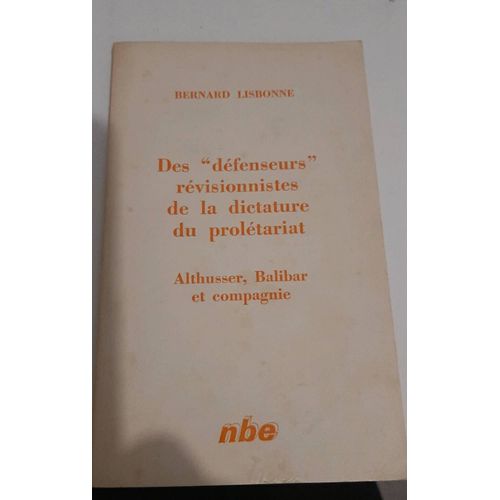 BERNARD LISBONNE
Des “défenseurs”
révisionnistes
de la dictature
du prolétariat
Althusser, Balibar
et compagnie
nbe